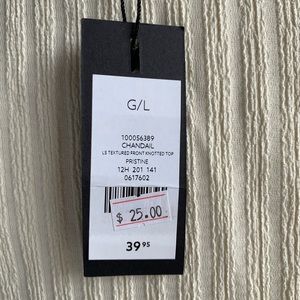 G/L
100056389
CHANDAIL
LS TEXTURED FRONT KNOTTED TOP
PRISTINE
12H 201 141
0617602
$ 25.00
39 95